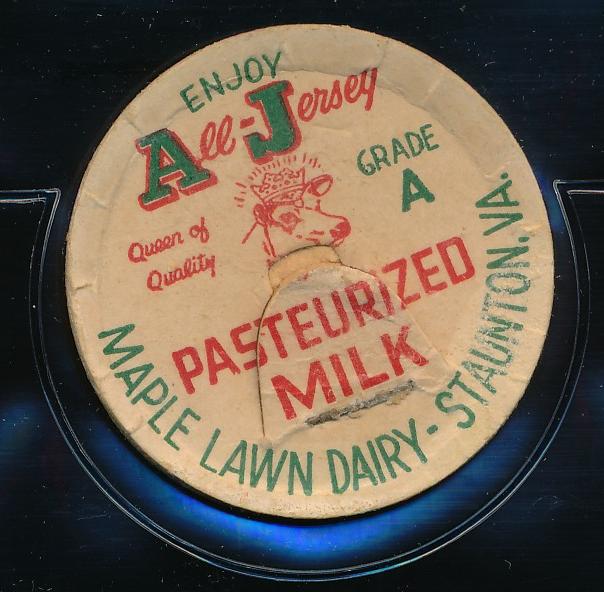 ENJOY
All-Jersey
GRADE
A
Queen of
Quality
PASTEURIZED
MILK
MAPLE LAWN DAIRY - STAUNTON, VA.